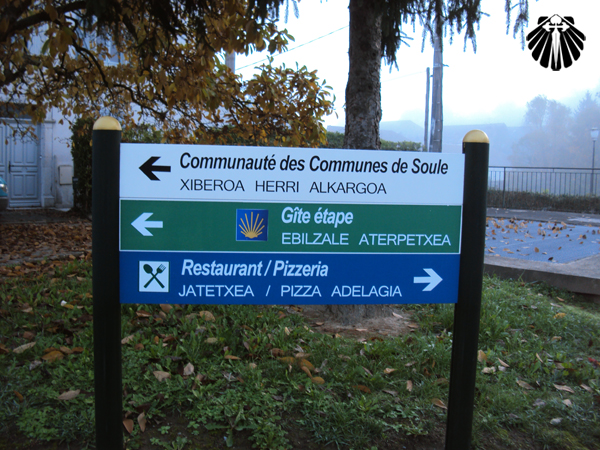 Communauté des Communes de Soule
XIBEROA HERRI ALKARGOA
Gîte étape
EBILZALE ATERPETXEA
Restaurant / Pizzeria
JATETXEA / PIZZA ADELAGIA